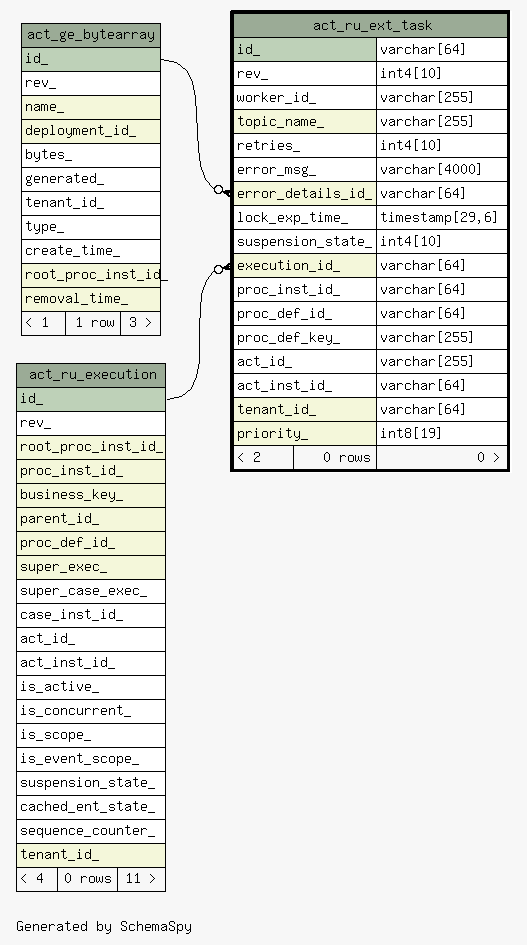 act_ge_bytearray
id_
rev_
name_
deployment_id_
bytes_
generated_
tenant_id_
type_
create_time_
root_proc_inst_id_
removal_time_
< 1 1 row 3 >
act_ru_execution
id_
rev_
root_proc_inst_id_
proc_inst_id_
business_key_
parent_id_
proc_def_id_
super_exec_
super_case_exec_
case_inst_id_
act_id_
act_inst_id_
is_active_
is_concurrent_
is_scope_
is_event_scope_
suspension_state_
cached_ent_state_
sequence_counter_
tenant_id_
< 4 0 rows 11 >
act_ru_ext_task
id_ varchar[64]
rev_ int4[10]
worker_id_ varchar[255]
topic_name_ varchar[255]
retries_ int4[10]
error_msg_ varchar[4000]
error_details_id_ varchar[64]
lock_exp_time_ timestamp[29,6]
suspension_state_ int4[10]
execution_id_ varchar[64]
proc_inst_id_ varchar[64]
proc_def_id_ varchar[64]
proc_def_key_ varchar[255]
act_id_ varchar[255]
act_inst_id_ varchar[64]
tenant_id_ varchar[64]
priority_ int8[19]
< 2 0 rows 0 >
Generated by SchemaSpy